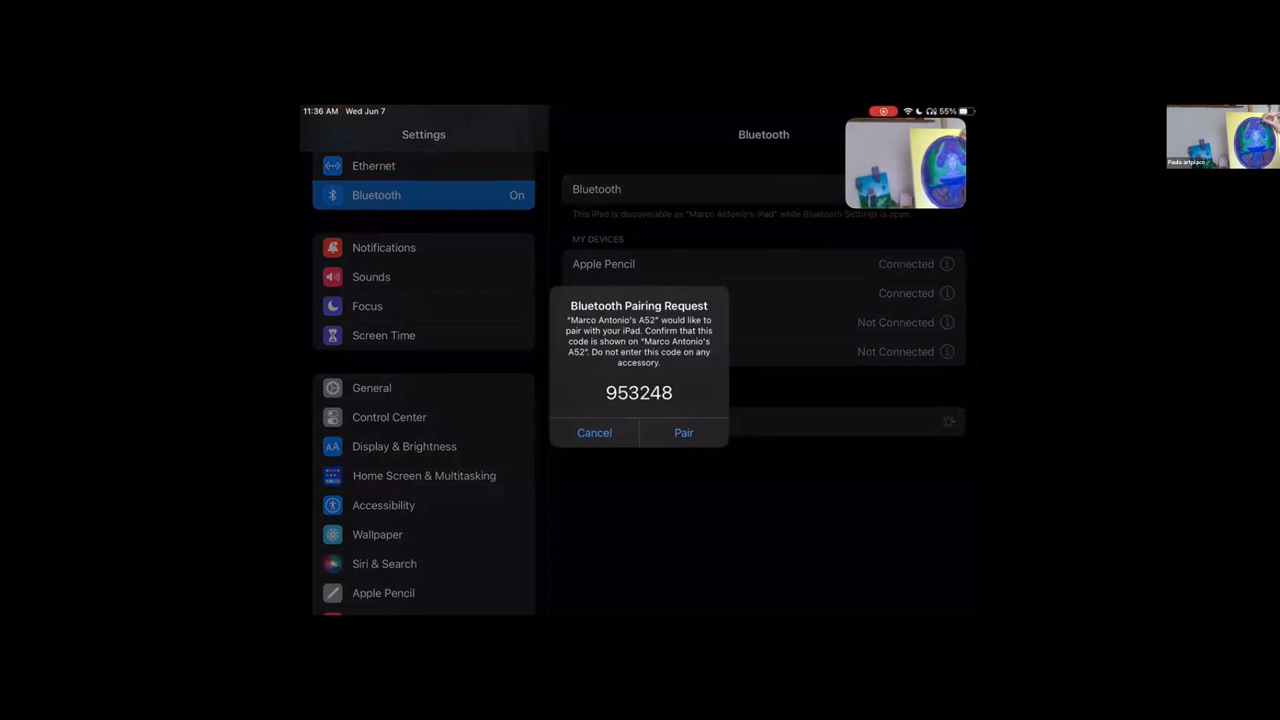 11:36 AM Wed Jun 7
55%
Settings
Bluetooth
Ethernet
Bluetooth On
Notifications
Sounds
Focus
Screen Time
General
Control Center
Display & Brightness
Home Screen & Multitasking
Accessibility
Wallpaper
Siri & Search
Apple Pencil
Bluetooth
This iPad is discoverable as "Marco Antonio's iPad" while Bluetooth Settings is open.
MY DEVICES
Apple Pencil Connected
Connected
Not Connected
Not Connected
Bluetooth Pairing Request
"Marco Antonio's A52" would like to
pair with your iPad. Confirm that this
code is shown on "Marco Antonio's
A52". Do not enter this code on any
accessory.
953248
Cancel Pair
Paula artplace